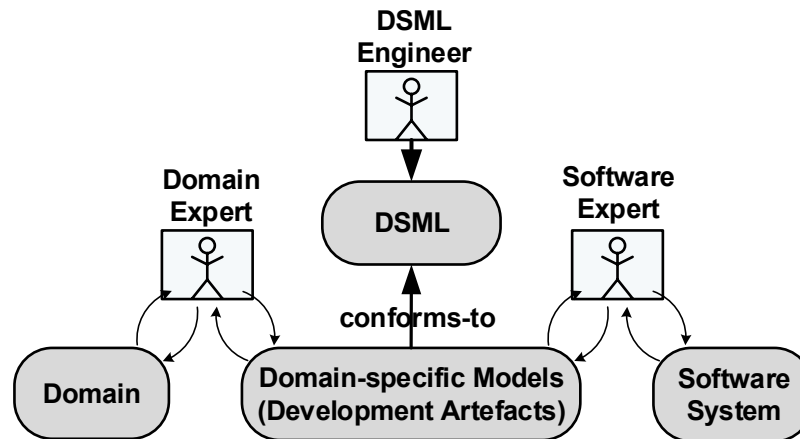 DSML
Engineer
Domain
Expert
Software
Expert
DSML
conforms-to
Domain
Domain-specific Models
(Development Artefacts)
Software
System